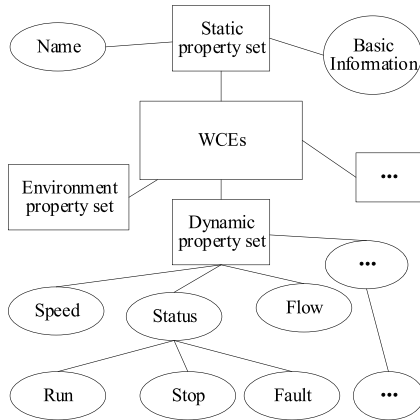 Static
property set
Name
Basic
Information
WCEs
•••
Environment
property set
Dynamic
property set
•••
Speed
Status
Flow
Run
Stop
Fault
•••